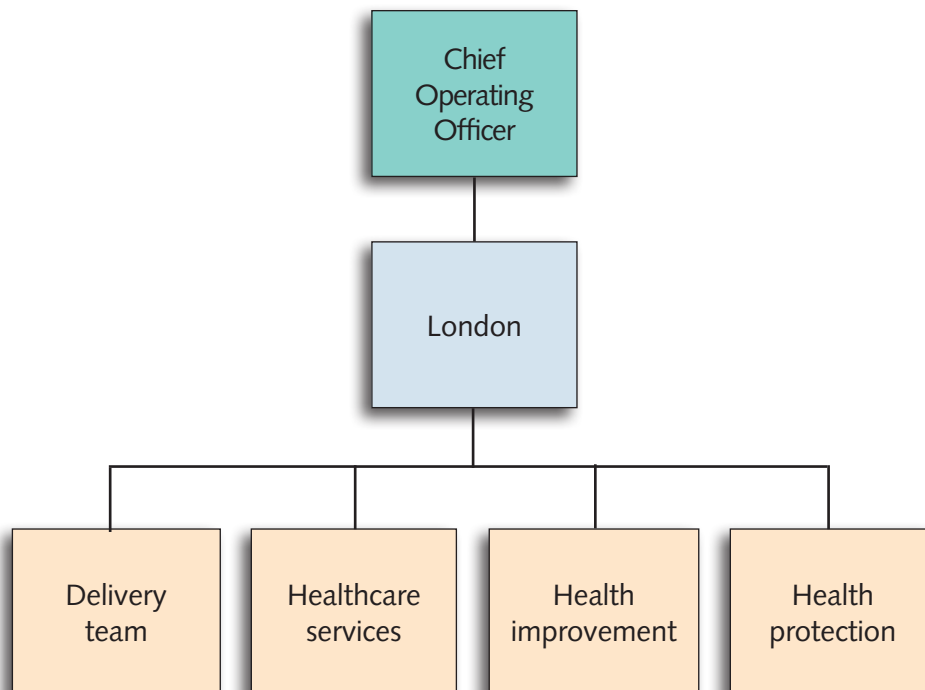 Chief
Operating
Officer
London
Delivery
team
Healthcare
services
Health
improvement
Health
protection